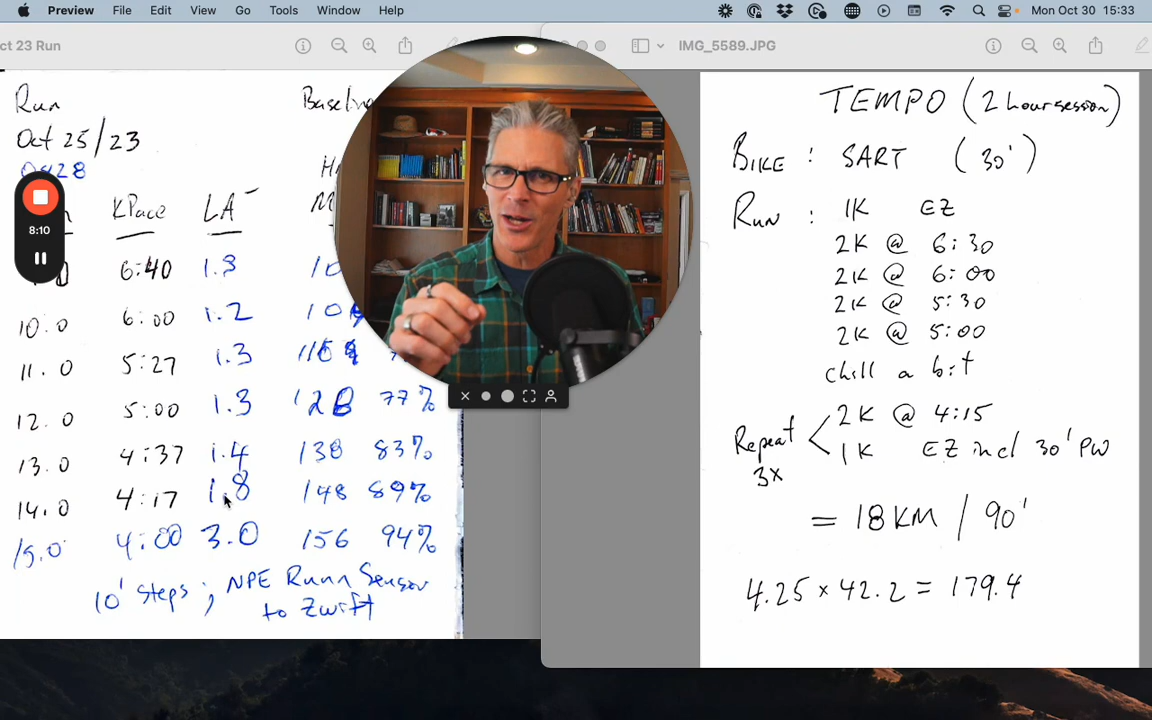 Preview File Edit View Go Tools Window Help Mon Oct 30 15:33
ct 23 Run
IMG_5589.JPG
8:10
Run
Baseline
Oct 25/23
0428
KPace LA⁻
6:40 1.3
10.0 6:00 1.2
11.0 5:27 1.3
12.0 5:00 1.3 77%
13.0 4:37 1.4 138 83%
14.0 4:17 1.8 148 89%
15.0 4:00 3.0 156 94%
10' steps; NPE Runn Sensor
to Zwift
TEMPO (2 hour session)
BIKE: SART (30')
RUN: 1K EZ
2K @ 6:30
2K @ 6:00
2K @ 5:30
2K @ 5:00
chill a bit
Repeat 3x
2K @ 4:15
1K EZ incl 30' PW
= 18KM / 90'
4.25 × 42.2 = 179.4